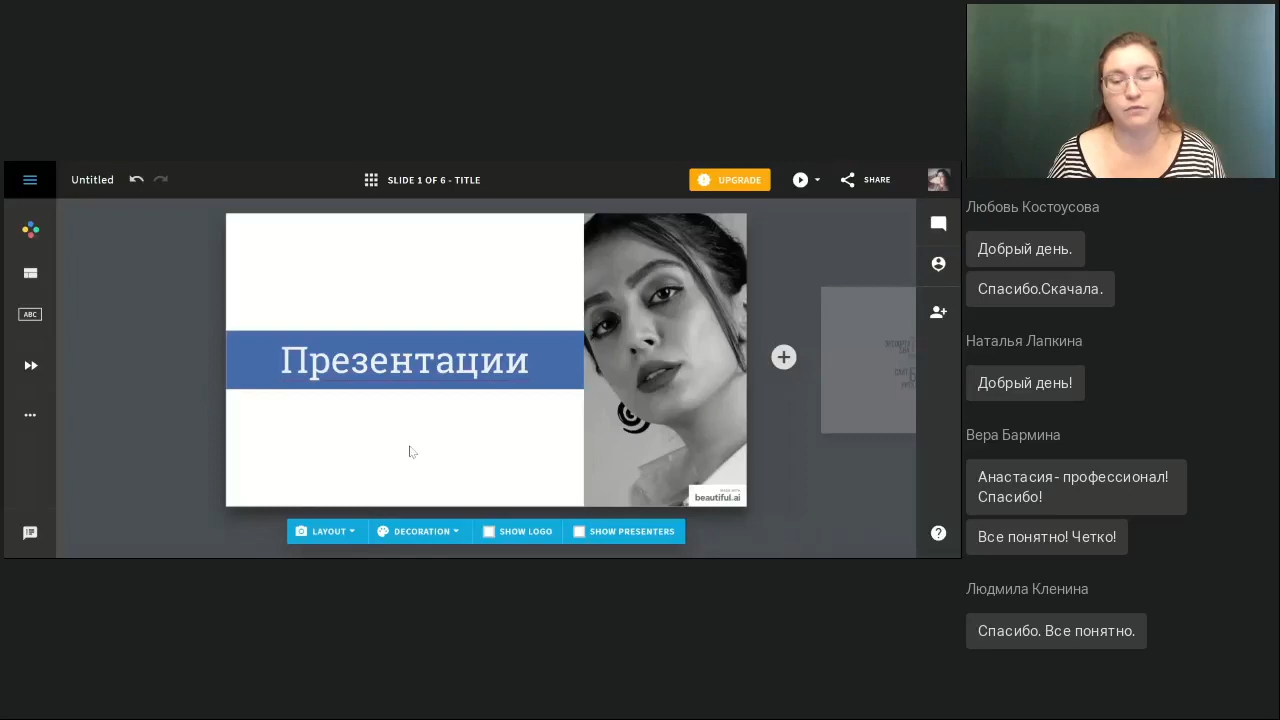 Untitled
SLIDE 1 OF 6 - TITLE
UPGRADE
SHARE
ABC
Презентации
beautiful.ai
LAYOUT
DECORATION
SHOW LOGO
SHOW PRESENTERS
Любовь Костоусова
Добрый день.
Спасибо.Скачала.
Наталья Лапкина
Добрый день!
Вера Бармина
Анастасия- профессионал!
Спасибо!
Все понятно! Четко!
Людмила Кленина
Спасибо. Все понятно.